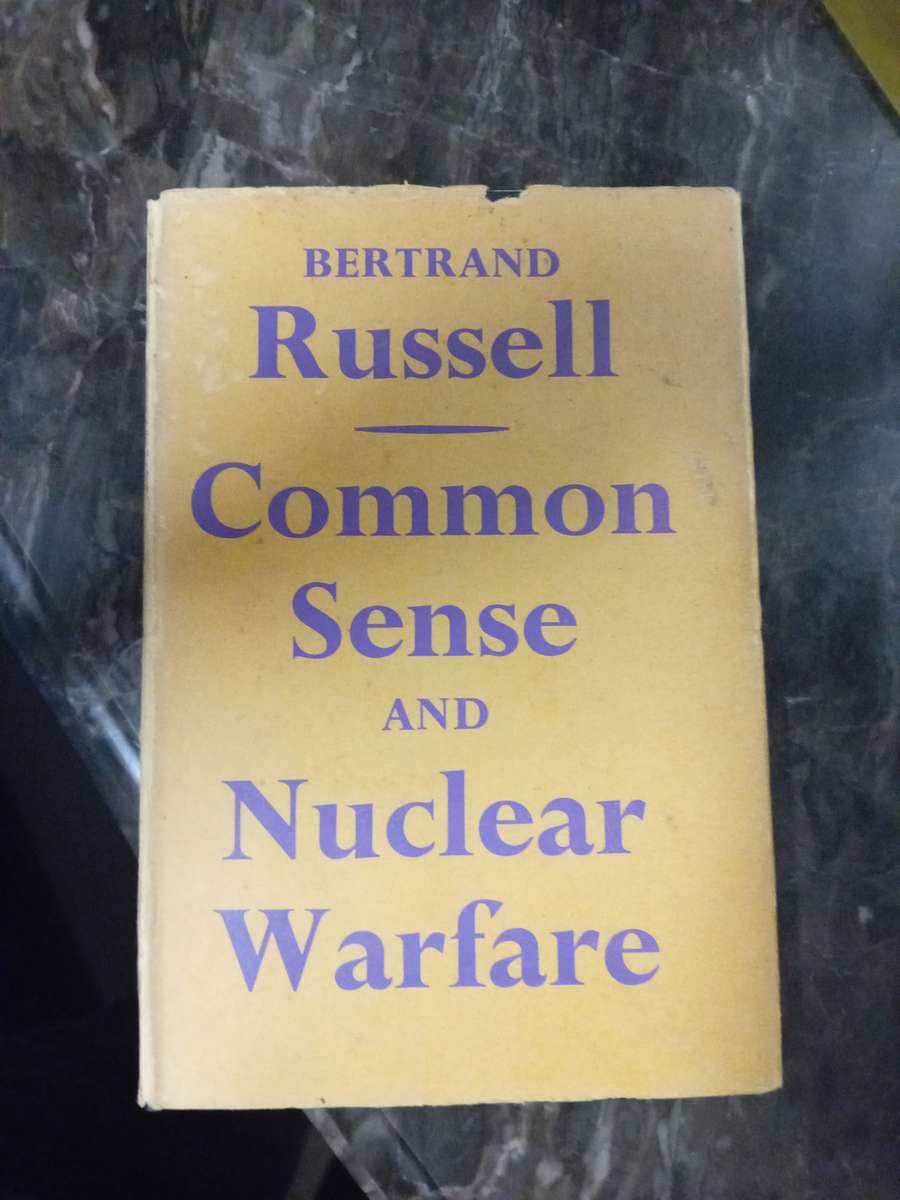 BERTRAND
Russell
Common
Sense
AND
Nuclear
Warfare